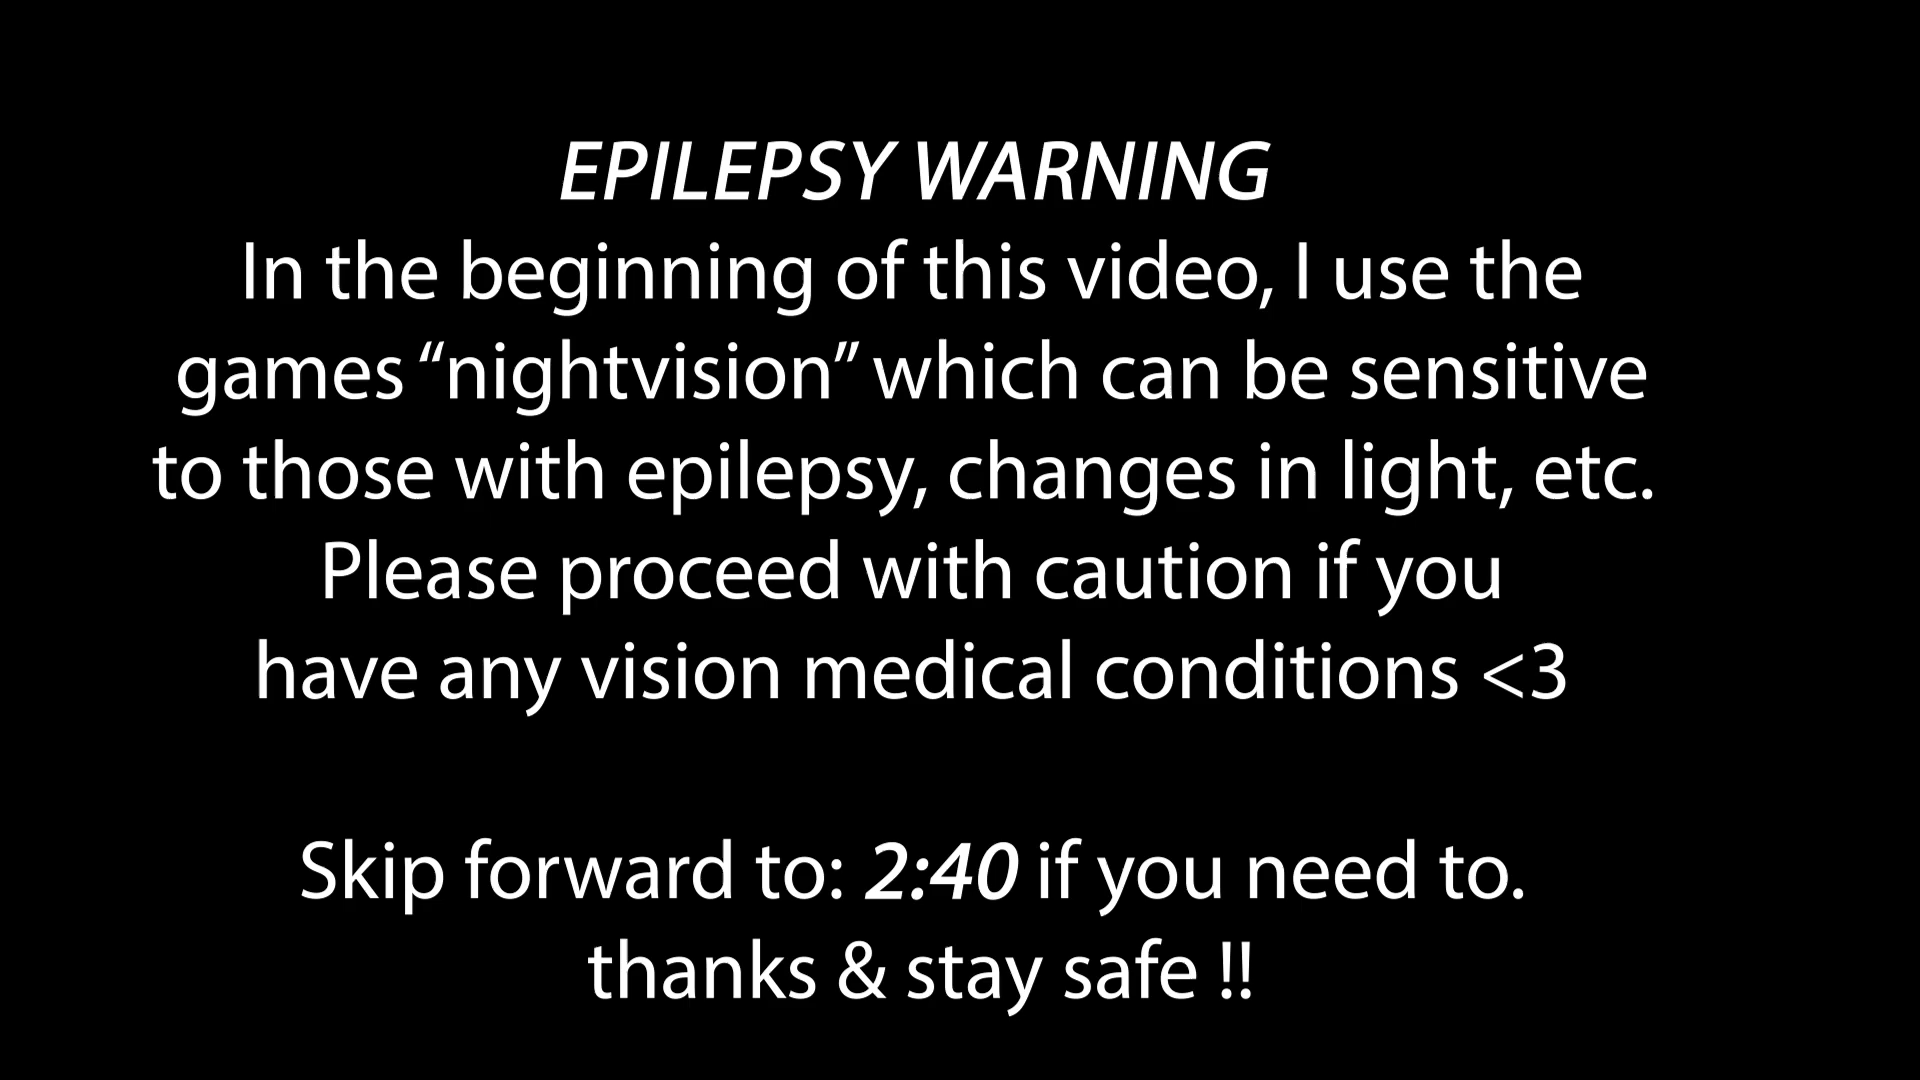 EPILEPSY WARNING
In the beginning of this video, I use the
games “nightvision” which can be sensitive
to those with epilepsy, changes in light, etc.
Please proceed with caution if you
have any vision medical conditions <3
Skip forward to: 2:40 if you need to.
thanks & stay safe !!